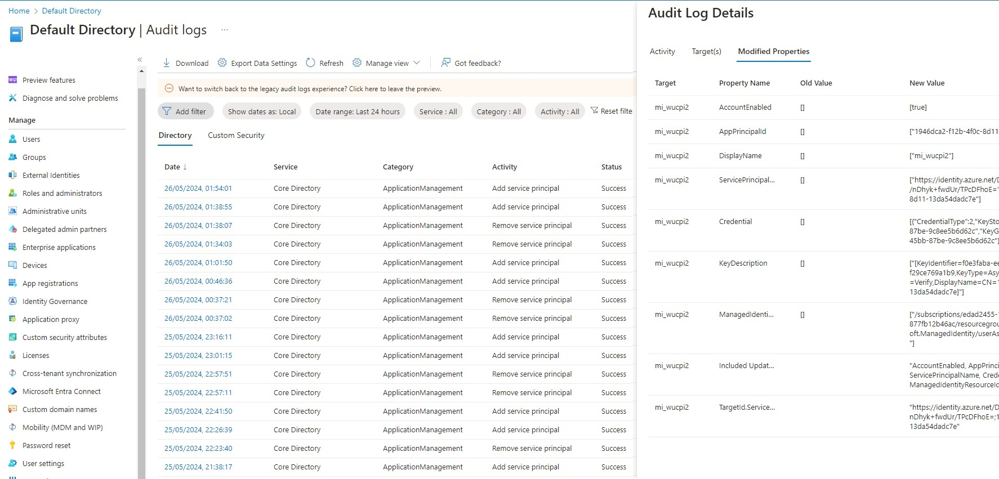 Home > Default Directory
Default Directory | Audit logs ...
«
Preview features
Diagnose and solve problems
Manage
Users
Groups
External Identities
Roles and administrators
Administrative units
Delegated admin partners
Enterprise applications
Devices
App registrations
Identity Governance
Application proxy
Custom security attributes
Licenses
Cross-tenant synchronization
Microsoft Entra Connect
Custom domain names
Mobility (MDM and WIP)
Password reset
User settings
Download Export Data Settings Refresh Manage view Got feedback?
Want to switch back to the legacy audit logs experience? Click here to leave the preview.
Add filter Show dates as: Local Date range: Last 24 hours Service : All Category : All Activity : All Reset filte
Directory Custom Security
Date ↓ Service Category Activity Status
26/05/2024, 01:54:01 Core Directory ApplicationManagement Add service principal Success
26/05/2024, 01:38:55 Core Directory ApplicationManagement Add service principal Success
26/05/2024, 01:38:07 Core Directory ApplicationManagement Remove service principal Success
26/05/2024, 01:34:03 Core Directory ApplicationManagement Remove service principal Success
26/05/2024, 01:01:50 Core Directory ApplicationManagement Add service principal Success
26/05/2024, 00:46:36 Core Directory ApplicationManagement Add service principal Success
26/05/2024, 00:37:21 Core Directory ApplicationManagement Remove service principal Success
26/05/2024, 00:37:02 Core Directory ApplicationManagement Remove service principal Success
25/05/2024, 23:16:11 Core Directory ApplicationManagement Add service principal Success
25/05/2024, 23:01:15 Core Directory ApplicationManagement Add service principal Success
25/05/2024, 22:57:51 Core Directory ApplicationManagement Remove service principal Success
25/05/2024, 22:57:11 Core Directory ApplicationManagement Remove service principal Success
25/05/2024, 22:41:50 Core Directory ApplicationManagement Add service principal Success
25/05/2024, 22:26:39 Core Directory ApplicationManagement Add service principal Success
25/05/2024, 22:23:40 Core Directory ApplicationManagement Remove service principal Success
25/05/2024, 21:38:17 Core Directory ApplicationManagement Add service principal Success
Audit Log Details
Activity Target(s) Modified Properties
Target Property Name Old Value New Value
mi_wucpi2 AccountEnabled [] [true]
mi_wucpi2 AppPrincipalId [] ["1946dca2-f12b-4f0c-8d11
mi_wucpi2 DisplayName [] ["mi_wucpi2"]
mi_wucpi2 ServicePrincipal... [] ["https://identity.azure.net/D
/nDhyk+fwdUr/TPcDFhoE="
8d11-13da54dadc7e"]
mi_wucpi2 Credential [] [{"CredentialType":2,"KeySto
87be-9c8ee5b6d62c","KeyG
45bb-87be-9c8ee5b6d62c"}
mi_wucpi2 KeyDescription [] ["[KeyIdentifier=f0e3faba-ee
f29ce769a1b9,KeyType=Asy
=Verify,DisplayName=CN=1
13da54dadc7e]"]
mi_wucpi2 ManagedIdenti... [] ["/subscriptions/edad2455-
877fb12b46ac/resourcegrou
oft.ManagedIdentity/userAs
"]
mi_wucpi2 Included Updat... "AccountEnabled, AppPrinci
ServicePrincipalName, Crede
ManagedIdentityResourceId
mi_wucpi2 TargetId.Service... "https://identity.azure.net/D
nDhyk+fwdUr/TPcDFhoE=;1
13da54dadc7e"